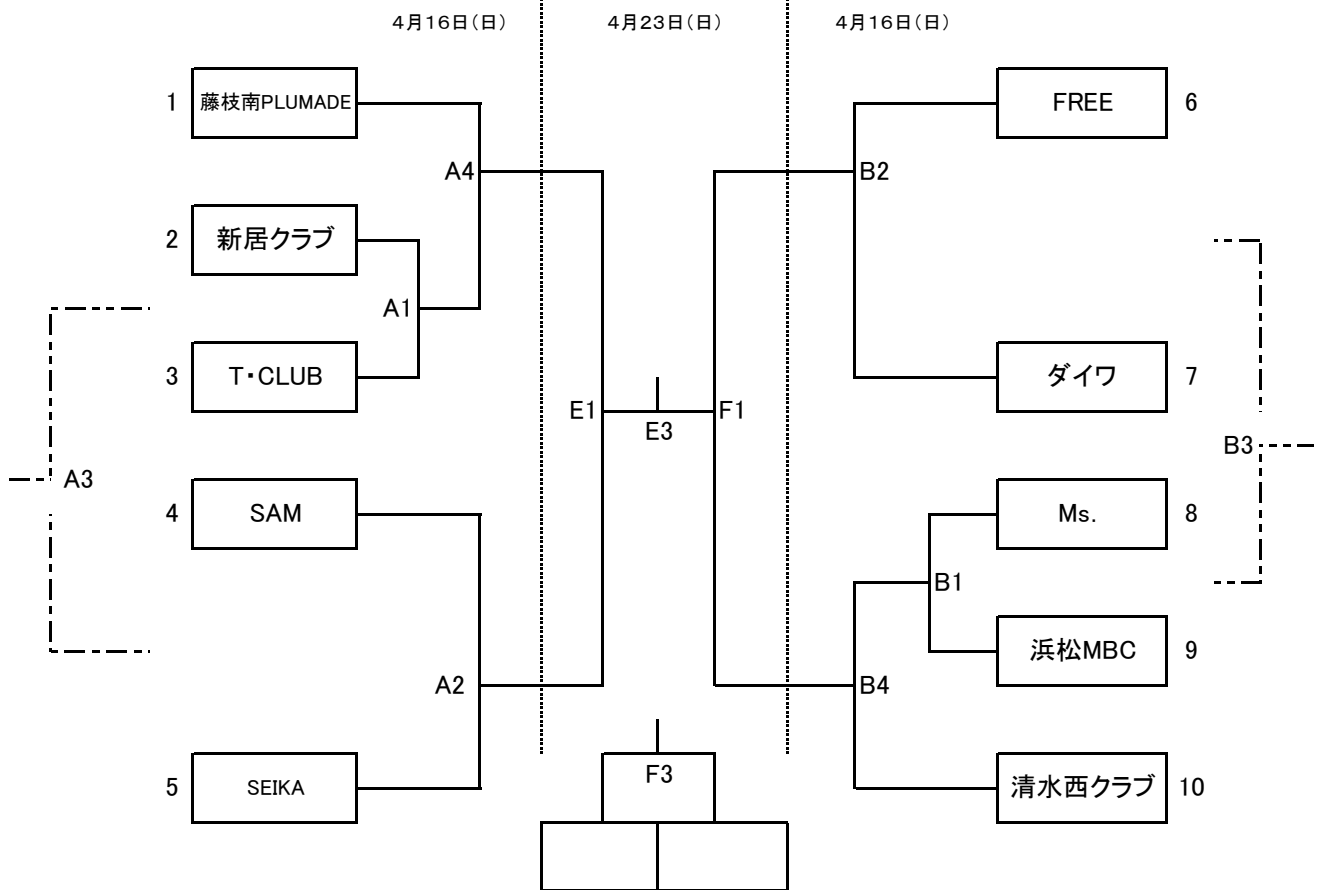 4月16日(日)
4月23日(日)
4月16日(日)
1
藤枝南PLUMADE
FREE
6
A4
B2
2
新居クラブ
A1
3
T・CLUB
ダイワ
7
E1
F1
E3
B3
A3
4
SAM
Ms.
8
B1
浜松MBC
9
A2
B4
F3
5
SEIKA
清水西クラブ
10